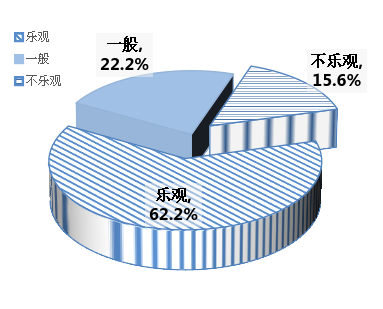 乐观
一般
不乐观
一般,
22.2%
不乐观,
15.6%
乐观,
62.2%